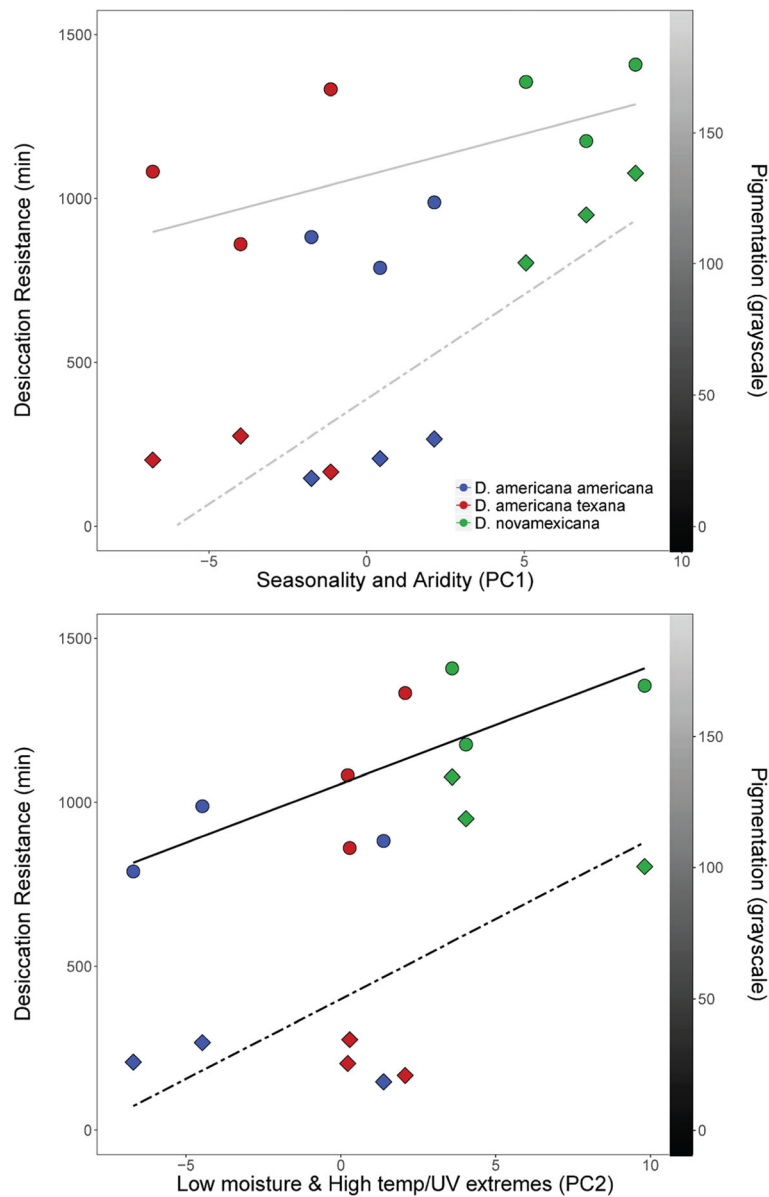 1500
1000
500
0
Desiccation Resistance (min)
−5
0
5
10
Seasonality and Aridity (PC1)
150
100
50
0
Pigmentation (grayscale)
D. americana americana
D. americana texana
D. novamexicana
1500
1000
500
0
Desiccation Resistance (min)
−5
0
5
10
Low moisture & High temp/UV extremes (PC2)
150
100
50
0
Pigmentation (grayscale)